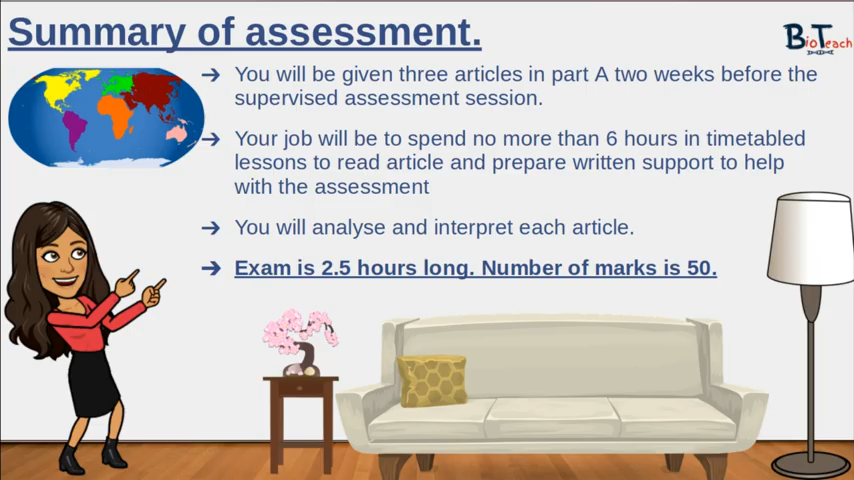 Summary of assessment.
BioTeach
➔ You will be given three articles in part A two weeks before the
supervised assessment session.
➔ Your job will be to spend no more than 6 hours in timetabled
lessons to read article and prepare written support to help
with the assessment
➔ You will analyse and interpret each article.
➔ Exam is 2.5 hours long. Number of marks is 50.